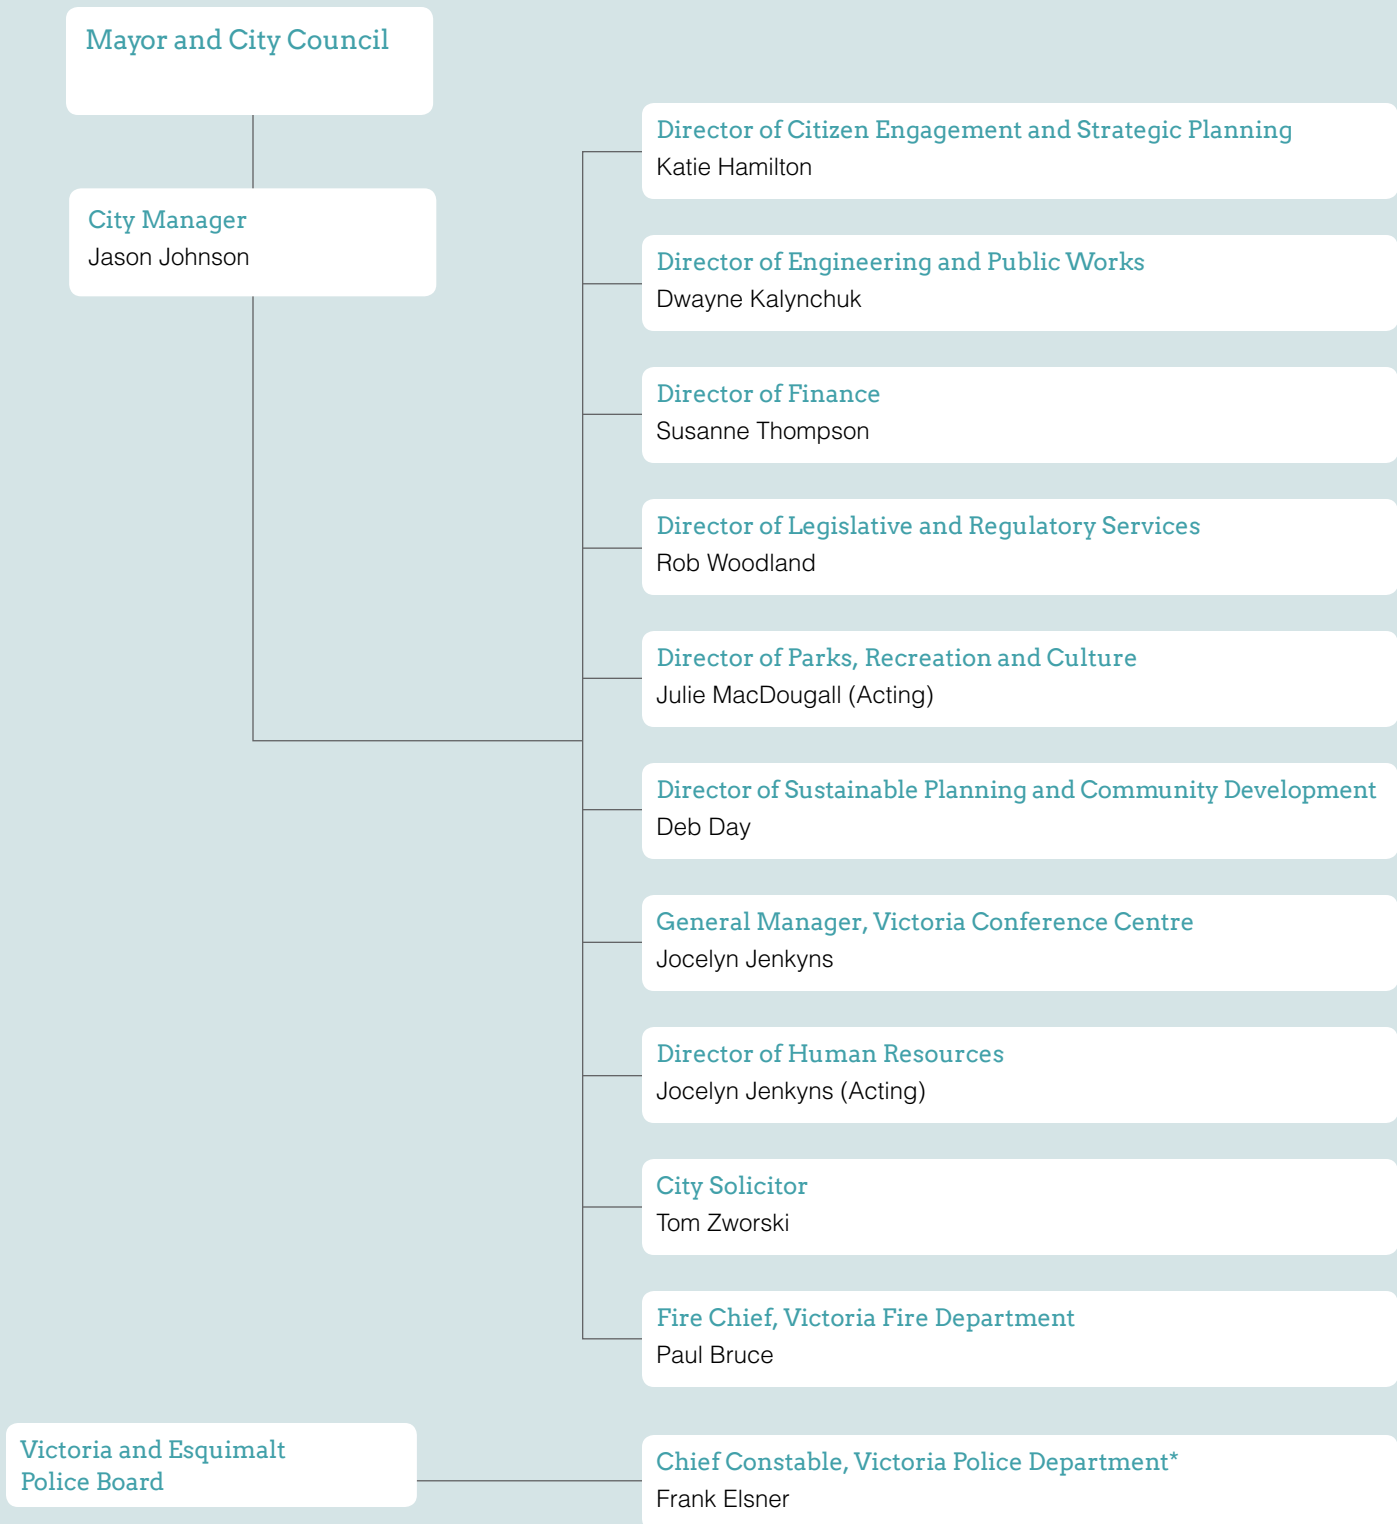 Mayor and City Council
City Manager
Jason Johnson
Director of Citizen Engagement and Strategic Planning
Katie Hamilton
Director of Engineering and Public Works
Dwayne Kalynchuk
Director of Finance
Susanne Thompson
Director of Legislative and Regulatory Services
Rob Woodland
Director of Parks, Recreation and Culture
Julie MacDougall (Acting)
Director of Sustainable Planning and Community Development
Deb Day
General Manager, Victoria Conference Centre
Jocelyn Jenkyns
Director of Human Resources
Jocelyn Jenkyns (Acting)
City Solicitor
Tom Zworski
Fire Chief, Victoria Fire Department
Paul Bruce
Victoria and Esquimalt
Police Board
Chief Constable, Victoria Police Department*
Frank Elsner